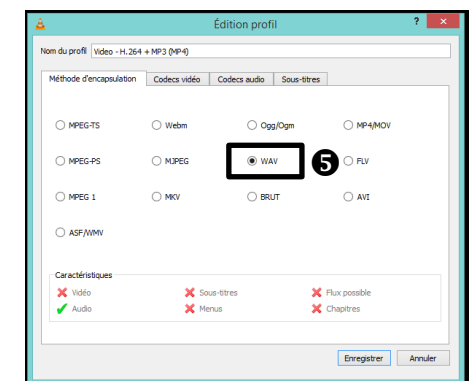 Édition profil ? ×
Nom du profil Video - H.264 + MP3 (MP4)
Méthode d'encapsulation Codecs vidéo Codecs audio Sous-titres
MPEG-TS Webm Ogg/Ogm MP4/MOV
MPEG-PS MJPEG WAV 5 FLV
MPEG 1 MKV BRUT AVI
ASF/WMV
Caractéristiques
Vidéo Sous-titres Flux possible
Audio Menus Chapitres
Enregistrer Annuler